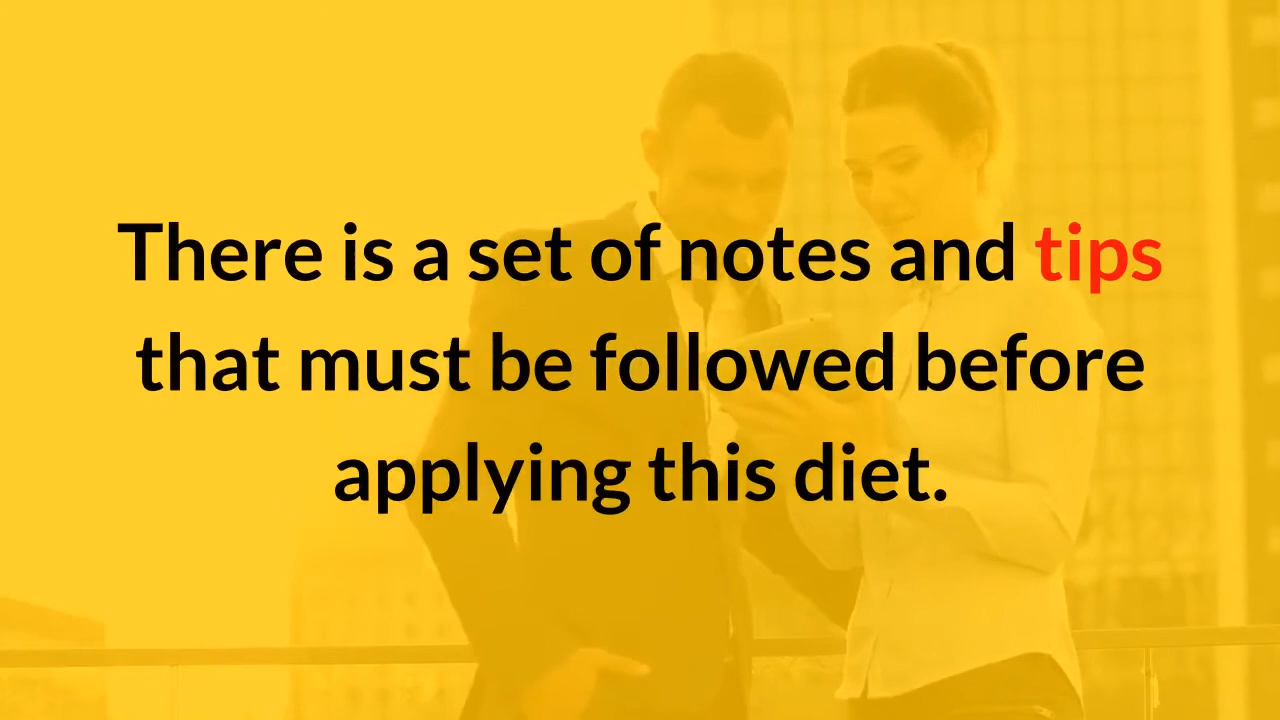 There is a set of notes and tips
that must be followed before
applying this diet.